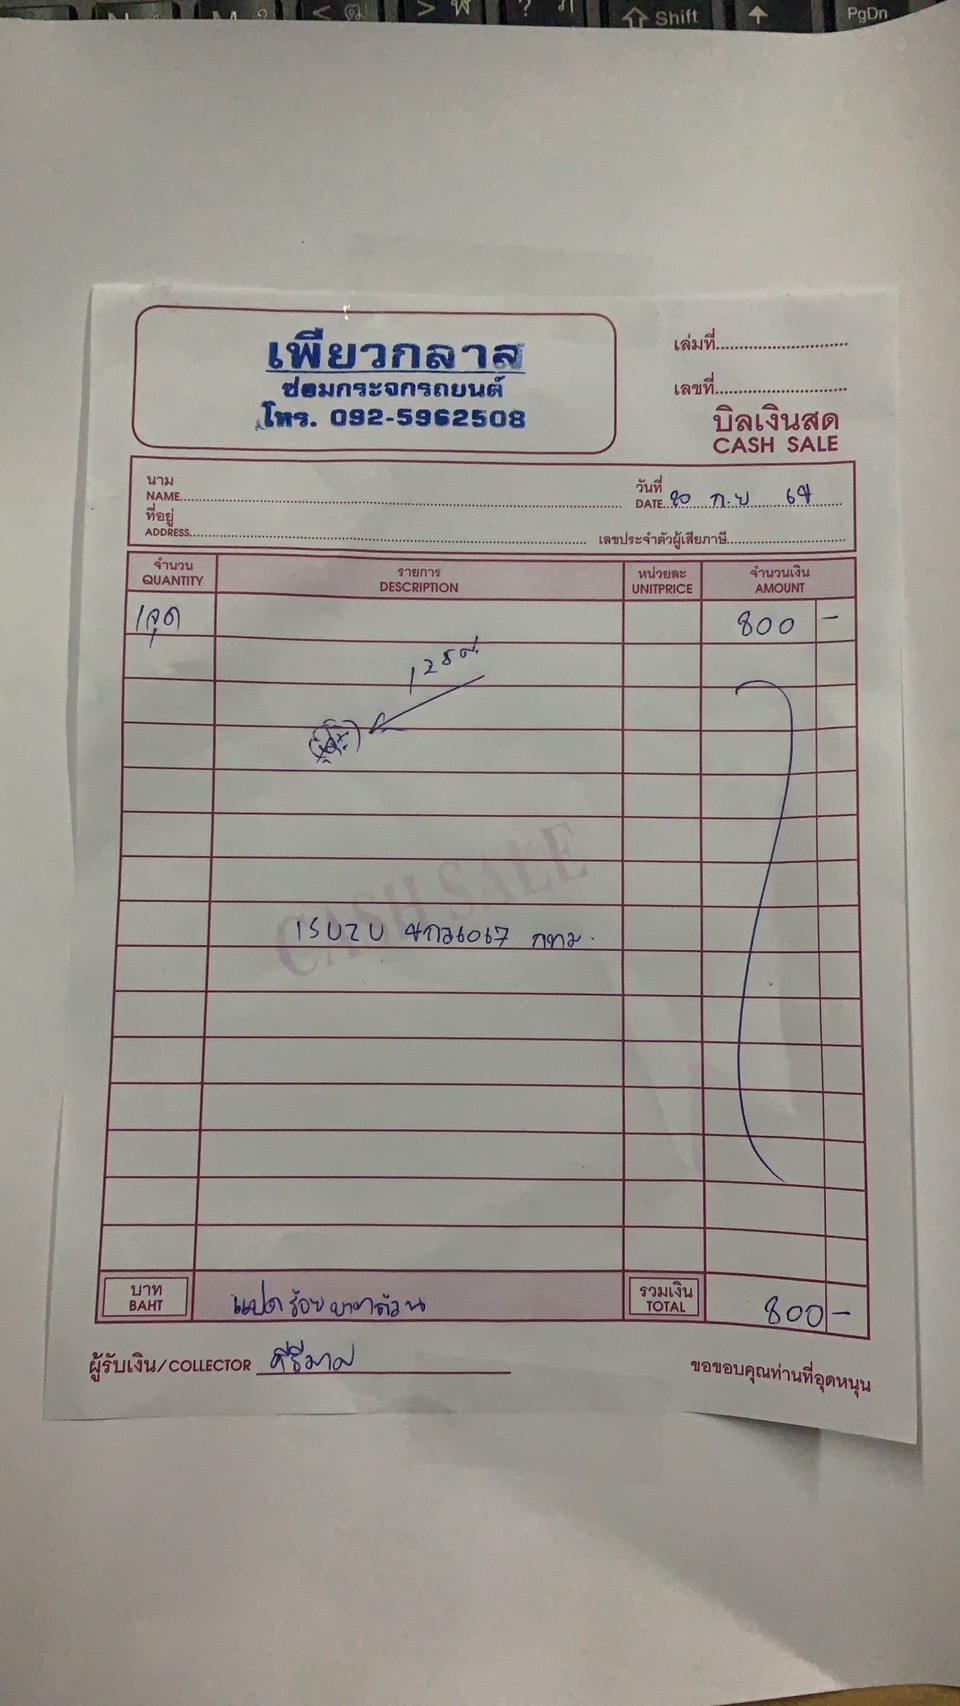 Shift
PgDn
เพียวกลาส
ซ่อมกระจกรถยนต์
โทร. 092-5962508
เล่มที่
เลขที่
บิลเงินสด
CASH SALE
นาม
NAME
วันที่
DATE 20 ก.ย 67
ที่อยู่
ADDRESS
เลขประจำตัวผู้เสียภาษี
จำนวน รายการ หน่วยละ จำนวนเงิน
QUANTITY DESCRIPTION UNITPRICE AMOUNT
1จุด 800 -
CASH SALE
ISUZU กทม.
บาท แปดร้อยบาทถ้วน รวมเงิน 800 -
BAHT TOTAL
ผู้รับเงิน/COLLECTOR
ขอขอบคุณท่านที่อุดหนุน